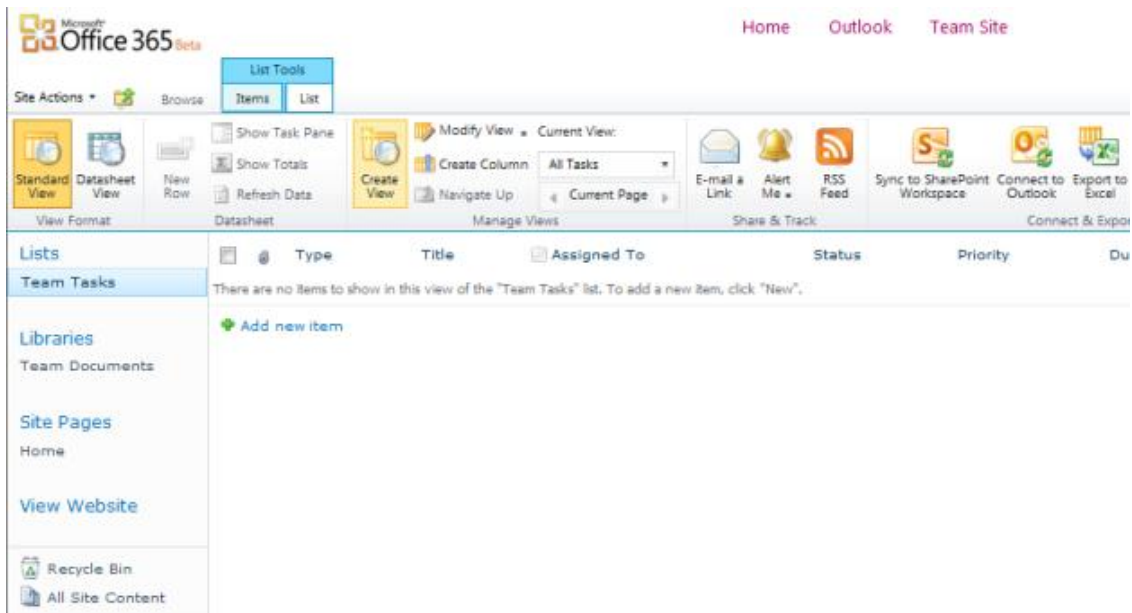 Microsoft
Office 365 Beta
Home Outlook Team Site
List Tools
Site Actions Browse Items List
Standard View
Datasheet View
View Format
New Row
Show Task Pane
Show Totals
Refresh Data
Datasheet
Create View
Modify View
Create Column
Navigate Up
Current View:
All Tasks
Current Page
Manage Views
E-mail a Link
Alert Me
RSS Feed
Share & Track
Sync to SharePoint Workspace
Connect to Outlook
Export to Excel
Connect & Expor
Lists
Team Tasks
Libraries
Team Documents
Site Pages
Home
View Website
Recycle Bin
All Site Content
Type Title Assigned To Status Priority Du
There are no items to show in this view of the "Team Tasks" list. To add a new item, click "New".
Add new item